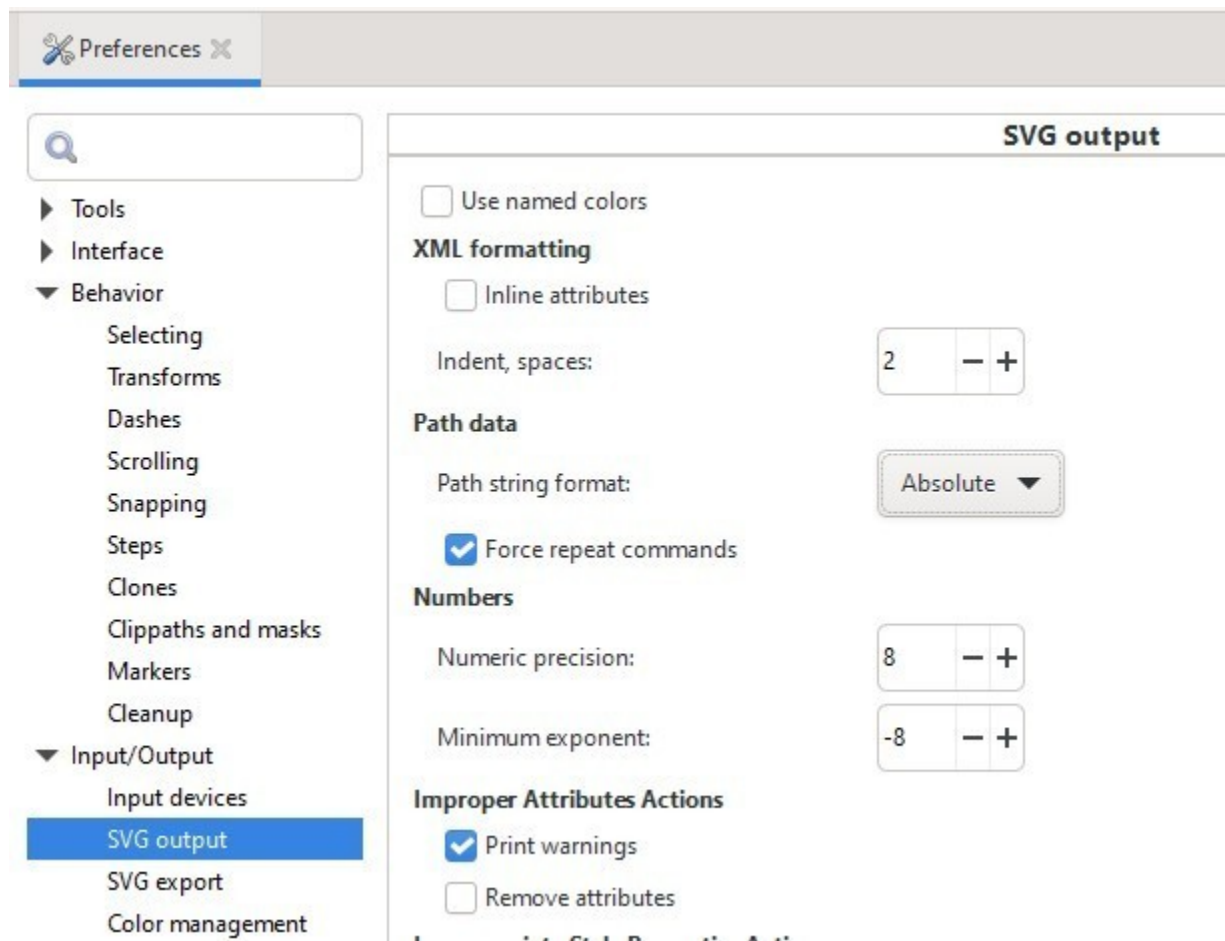 Preferences
SVG output
Tools
Interface
Behavior
Selecting
Transforms
Dashes
Scrolling
Snapping
Steps
Clones
Clippaths and masks
Markers
Cleanup
Input/Output
Input devices
SVG output
SVG export
Color management
Use named colors
XML formatting
Inline attributes
Indent, spaces: 2
Path data
Path string format: Absolute
Force repeat commands
Numbers
Numeric precision: 8
Minimum exponent: -8
Improper Attributes Actions
Print warnings
Remove attributes